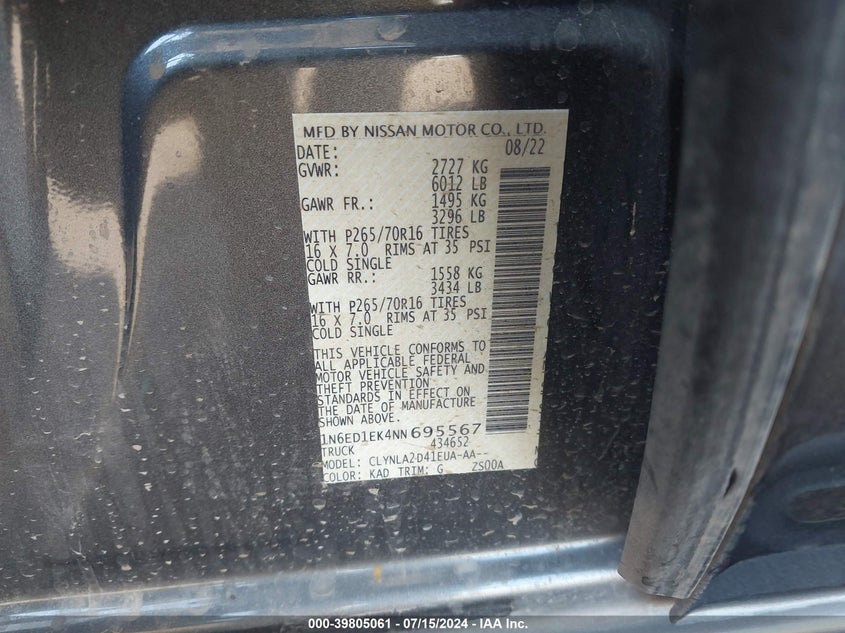 MFD BY NISSAN MOTOR CO., LTD.
DATE: 08/22
GVWR: 2727 KG
6012 LB
GAWR FR.: 1495 KG
3296 LB
WITH P265/70R16 TIRES
16 X 7.0 RIMS AT 35 PSI
COLD SINGLE
GAWR RR.: 1558 KG
3434 LB
WITH P265/70R16 TIRES
16 X 7.0 RIMS AT 35 PSI
COLD SINGLE
THIS VEHICLE CONFORMS TO
ALL APPLICABLE FEDERAL
MOTOR VEHICLE SAFETY AND
THEFT PREVENTION
STANDARDS IN EFFECT ON
THE DATE OF MANUFACTURE
SHOWN ABOVE.
1N6ED1EK4NN695567
TRUCK 434652
MODEL: CLYNLA2-D41EUA-AA-- N
COLOR: KAD TRIM: G ZS00A
000-39805061 - 07/15/2024 - IAA Inc.